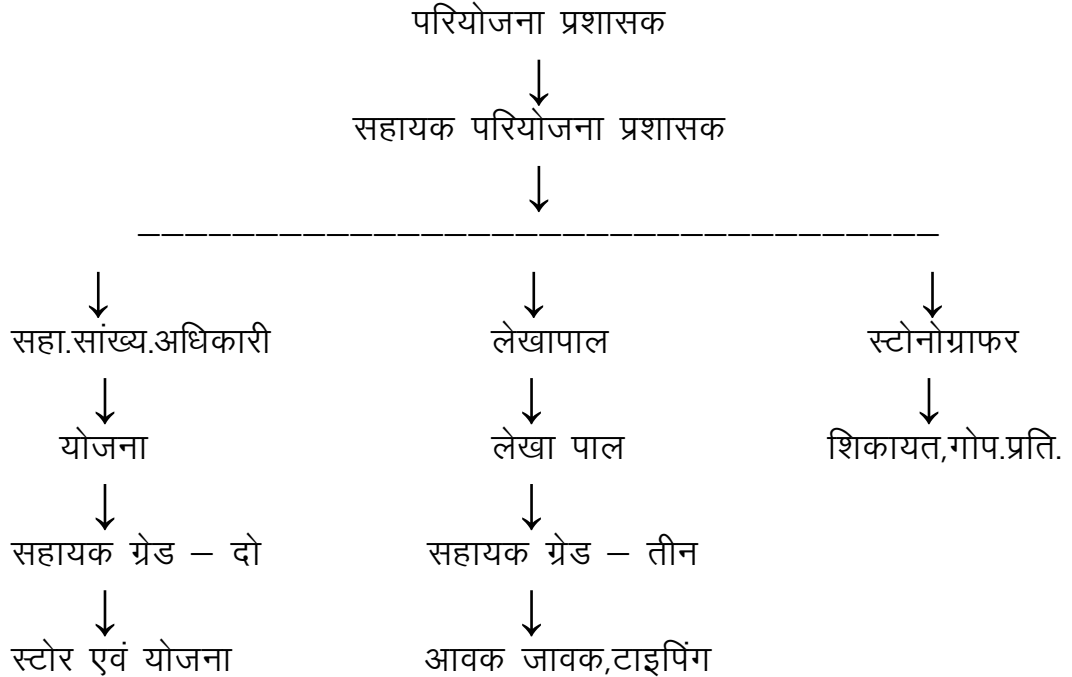 परियोजना प्रशासक
सहायक परियोजना प्रशासक
सहा.सांख्य.अधिकारी लेखापाल स्टोनोग्राफर
योजना लेखा पाल शिकायत,गोप.प्रति.
सहायक ग्रेड – दो सहायक ग्रेड – तीन
स्टोर एवं योजना आवक जावक,टाइपिंग